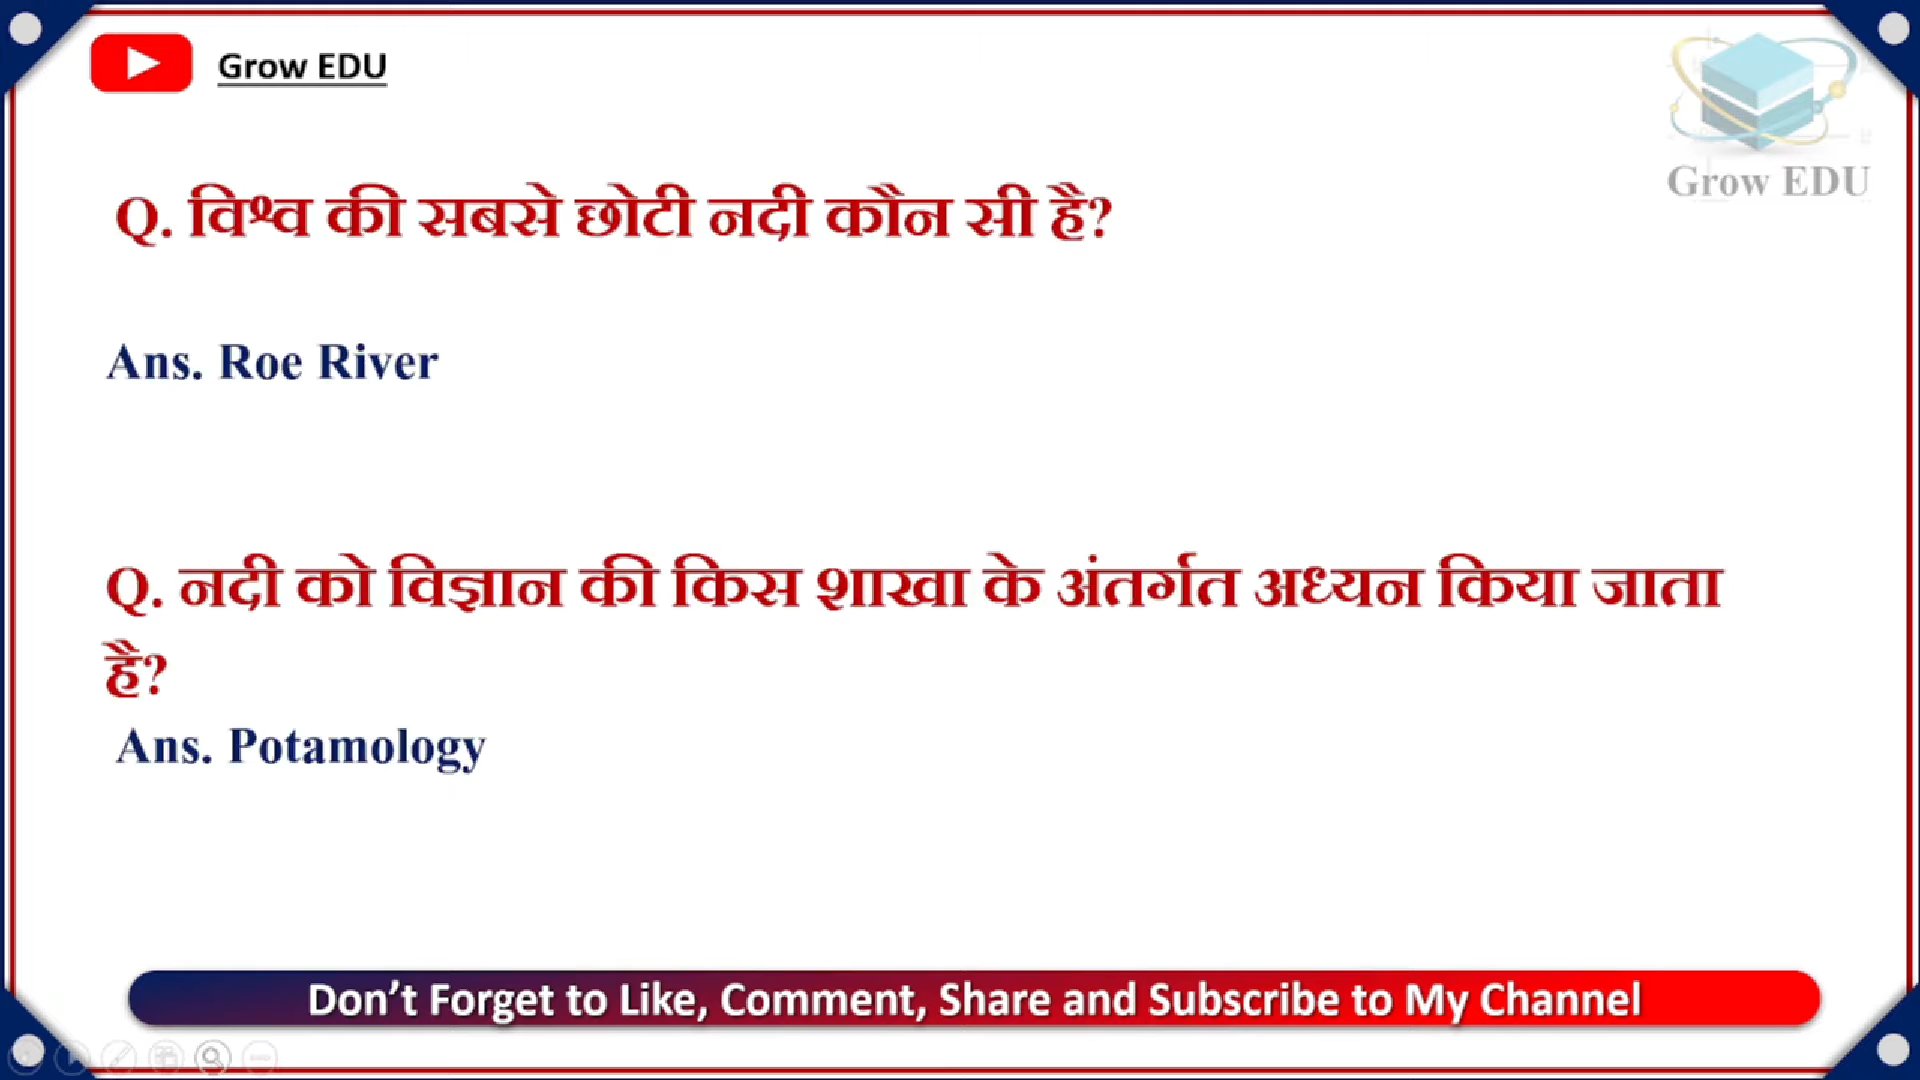 Grow EDU
Grow EDU
Q. विश्व की सबसे छोटी नदी कौन सी है?
Ans. Roe River
Q. नदी को विज्ञान की किस शाखा के अंतर्गत अध्यन किया जाता
है?
Ans. Potamology
Don’t Forget to Like, Comment, Share and Subscribe to My Channel